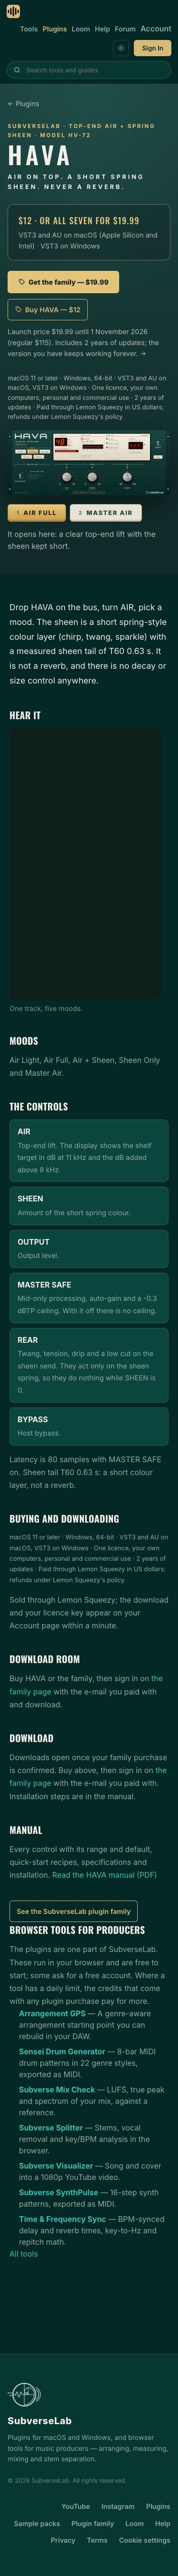 Tools Plugins Loom Help Forum Account
Sign In
Search tools and guides
← Plugins
SUBVERSELAB · TOP-END AIR + SPRING
SHEEN · MODEL HV-72
HAVA
AIR ON TOP. A SHORT SPRING
SHEEN. NEVER A REVERB.
$12 · OR ALL SEVEN FOR $19.99
VST3 and AU on macOS (Apple Silicon and
Intel) · VST3 on Windows
Get the family — $19.99
Buy HAVA — $12
Launch price $19.99 until 1 November 2026
(regular $115). Includes 2 years of updates; the
version you have keeps working forever. →
macOS 11 or later · Windows, 64-bit · VST3 and AU on
macOS, VST3 on Windows · One licence, your own
computers, personal and commercial use · 2 years of
updates · Paid through Lemon Squeezy in US dollars;
refunds under Lemon Squeezy's policy
HAVA
1 AIR FULL
2 MASTER AIR
It opens here: a clear top-end lift with the
sheen kept short.
Drop HAVA on the bus, turn AIR, pick a
mood. The sheen is a short spring-style
colour layer (chirp, twang, sparkle) with
a measured sheen tail of T60 0.63 s. It
is not a reverb, and there is no decay or
size control anywhere.
HEAR IT
One track, five moods.
MOODS
Air Light, Air Full, Air + Sheen, Sheen Only
and Master Air.
THE CONTROLS
AIR
Top-end lift. The display shows the shelf
target in dB at 11 kHz and the dB added
above 8 kHz.
SHEEN
Amount of the short spring colour.
OUTPUT
Output level.
MASTER SAFE
Mid-only processing, auto-gain and a -0.3
dBTP ceiling. With it off there is no ceiling.
REAR
Twang, tension, drip and a low cut on the
sheen send. They act only on the sheen
spring, so they do nothing while SHEEN is
0.
BYPASS
Host bypass.
Latency is 80 samples with MASTER SAFE
on. Sheen tail T60 0.63 s: a short colour
layer, not a reverb.
BUYING AND DOWNLOADING
macOS 11 or later · Windows, 64-bit · VST3 and AU on
macOS, VST3 on Windows · One licence, your own
computers, personal and commercial use · 2 years of
updates · Paid through Lemon Squeezy in US dollars;
refunds under Lemon Squeezy's policy
Sold through Lemon Squeezy; the download
and your licence key appear on your
Account page within a minute.
DOWNLOAD ROOM
Buy HAVA or the family, then sign in on the
family page with the e-mail you paid with
and download.
DOWNLOAD
Downloads open once your family purchase
is confirmed. Buy above, then sign in on the
family page with the e-mail you paid with.
Installation steps are in the manual.
MANUAL
Every control with its range and default,
quick-start recipes, specifications and
installation. Read the HAVA manual (PDF)
See the SubverseLab plugin family
BROWSER TOOLS FOR PRODUCERS
The plugins are one part of SubverseLab.
These run in your browser and are free to
start; some ask for a free account. Where a
tool has a daily limit, the credits that come
with any plugin purchase pay for more.
Arrangement GPS — A genre-aware
arrangement starting point you can
rebuild in your DAW.
Sensei Drum Generator — 8-bar MIDI
drum patterns in 22 genre styles,
exported as MIDI.
Subverse Mix Check — LUFS, true peak
and spectrum of your mix, against a
reference.
Subverse Splitter — Stems, vocal
removal and key/BPM analysis in the
browser.
Subverse Visualizer — Song and cover
into a 1080p YouTube video.
Subverse SynthPulse — 16-step synth
patterns, exported as MIDI.
Time & Frequency Sync — BPM-synced
delay and reverb times, key-to-Hz and
repitch math.
All tools
SubverseLab
Plugins for macOS and Windows, and browser
tools for music producers — arranging, measuring,
mixing and stem separation.
© 2026 SubverseLab. All rights reserved.
YouTube Instagram Plugins
Sample packs Plugin family Loom Help
Privacy Terms Cookie settings